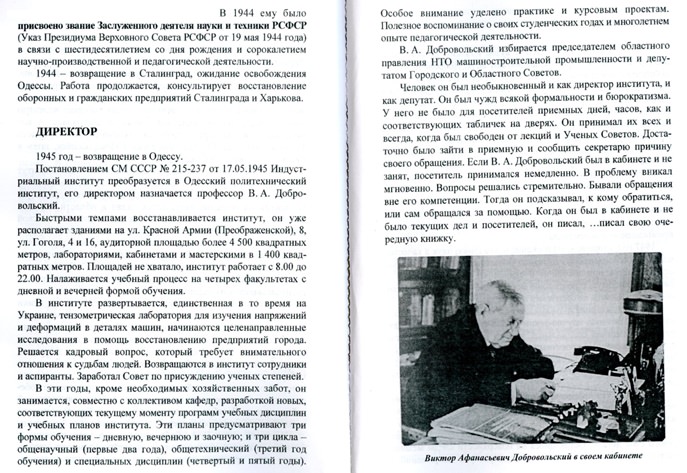 В 1944 ему было
присвоено звание Заслуженного деятеля науки и техники РСФСР
(Указ Президиума Верховного Совета РСФСР от 19 мая 1944 года)
в связи с шестидесятилетием со дня рождения и сорокалетием
научно-производственной и педагогической деятельности.
1944 – возвращение в Сталинград, ожидание освобождения
Одессы. Работа продолжается, консультирует восстановление
оборонных и гражданских предприятий Сталинграда и Харькова.
ДИРЕКТОР
1945 год – возвращение в Одессу.
Постановлением СМ СССР № 215-237 от 17.05.1945 Индуст-
риальный институт преобразуется в Одесский политехнический
институт, его директором назначается профессор В. А. Добро-
вольский.
Быстрыми темпами восстанавливается институт, он уже
располагает зданиями на ул. Красной Армии (Преображенской), 8,
ул. Гоголя, 4 и 16, аудиторной площадью более 4 500 квадратных
метров, лабораториями, кабинетами и мастерскими в 1 400 квад-
ратных метров. Площадей не хватало, институт работает с 8.00 до
22.00. Налаживается учебный процесс на четырех факультетах с
дневной и вечерней формой обучения.
В институте развертывается, единственная в то время на
Украине, тензометрическая лаборатория для изучения напряжений
и деформаций в деталях машин, начинаются целенаправленные
исследования в помощь восстановлению предприятий города.
Решается кадровый вопрос, который требует внимательного
отношения к судьбам людей. Возвращаются в институт сотрудники
и аспиранты. Заработал Совет по присуждению ученых степеней.
В эти годы, кроме необходимых хозяйственных забот, он
занимается, совместно с коллективом кафедр, разработкой новых,
соответствующих текущему моменту программ учебных дисциплин
и учебных планов института. Эти планы предусматривают три
формы обучения – дневную, вечернюю и заочную; и три цикла –
общенаучный (первые два года), общетехнический (третий год
обучения) и специальных дисциплин (четвертый и пятый годы).
Особое внимание уделено практике и курсовым проектам.
Полезное воспоминание о своих студенческих годах и многолетнем
опыте педагогической деятельности.
В. А. Добровольский избирается председателем областного
правления НТО машиностроительной промышленности и депу-
татом Городского и Областного Советов.
Человек он был необыкновенный и как директор института, и
как депутат. Он был чужд всякой формальности и бюрократизма.
У него не было для посетителей приемных дней, часов, как и
соответствующих табличек на дверях. Он принимал их всех и
всегда, когда был свободен от лекций и Ученых Советов. Доста-
точно было зайти в приемную и сообщить секретарю причину
своего обращения. Если В. А. Добровольский был в кабинете и не
занят, посетитель принимался немедленно. В проблему вникал
мгновенно. Вопросы решались стремительно. Бывали обращения
вне его компетенции. Тогда он подсказывал, к кому обратиться,
или сам обращался за помощью. Когда он был в кабинете и не
было текущих дел и посетителей, он писал, …писал свою оче-
редную книжку.
Виктор Афанасьевич Добровольский в своем кабинете